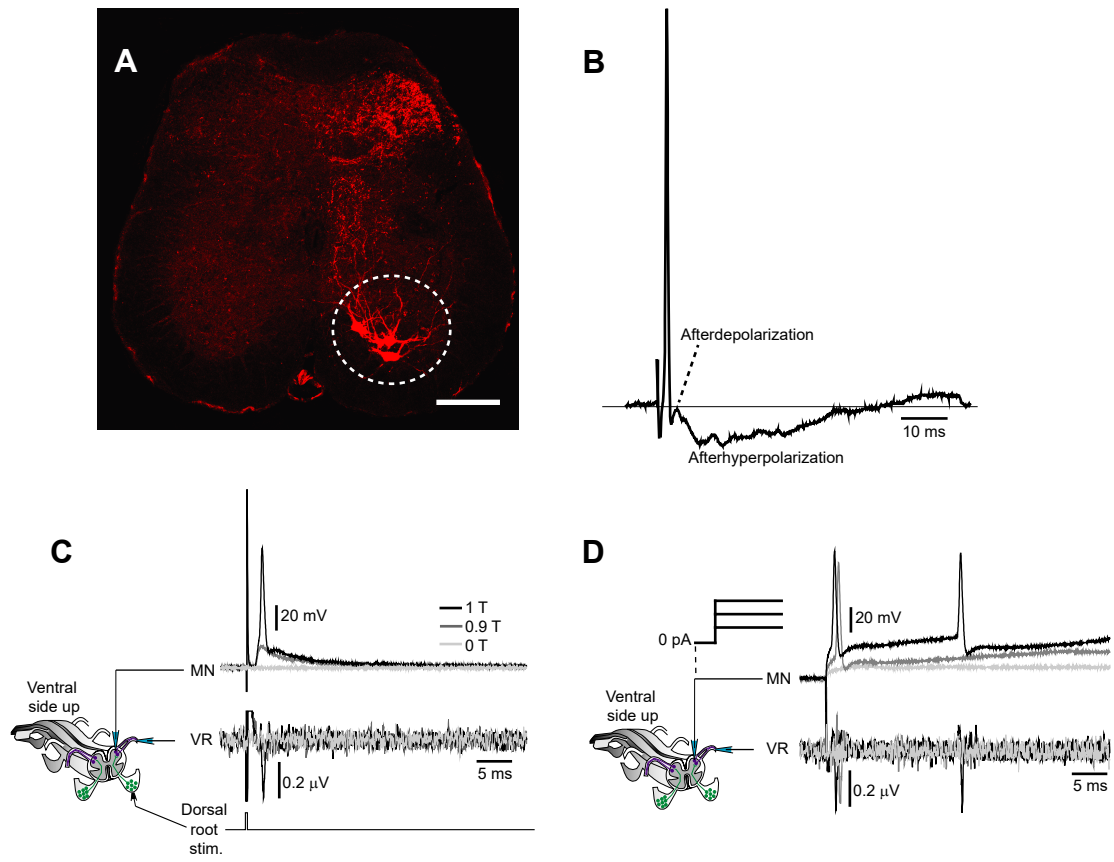 A
B
Afterdepolarization
10 ms
Afterhyperpolarization
C
20 mV
1 T
0.9 T
0 T
MN
Ventral
side up
VR
5 ms
0.2 μV
Dorsal
root
stim.
D
20 mV
0 pA
MN
Ventral
side up
VR
0.2 μV
5 ms